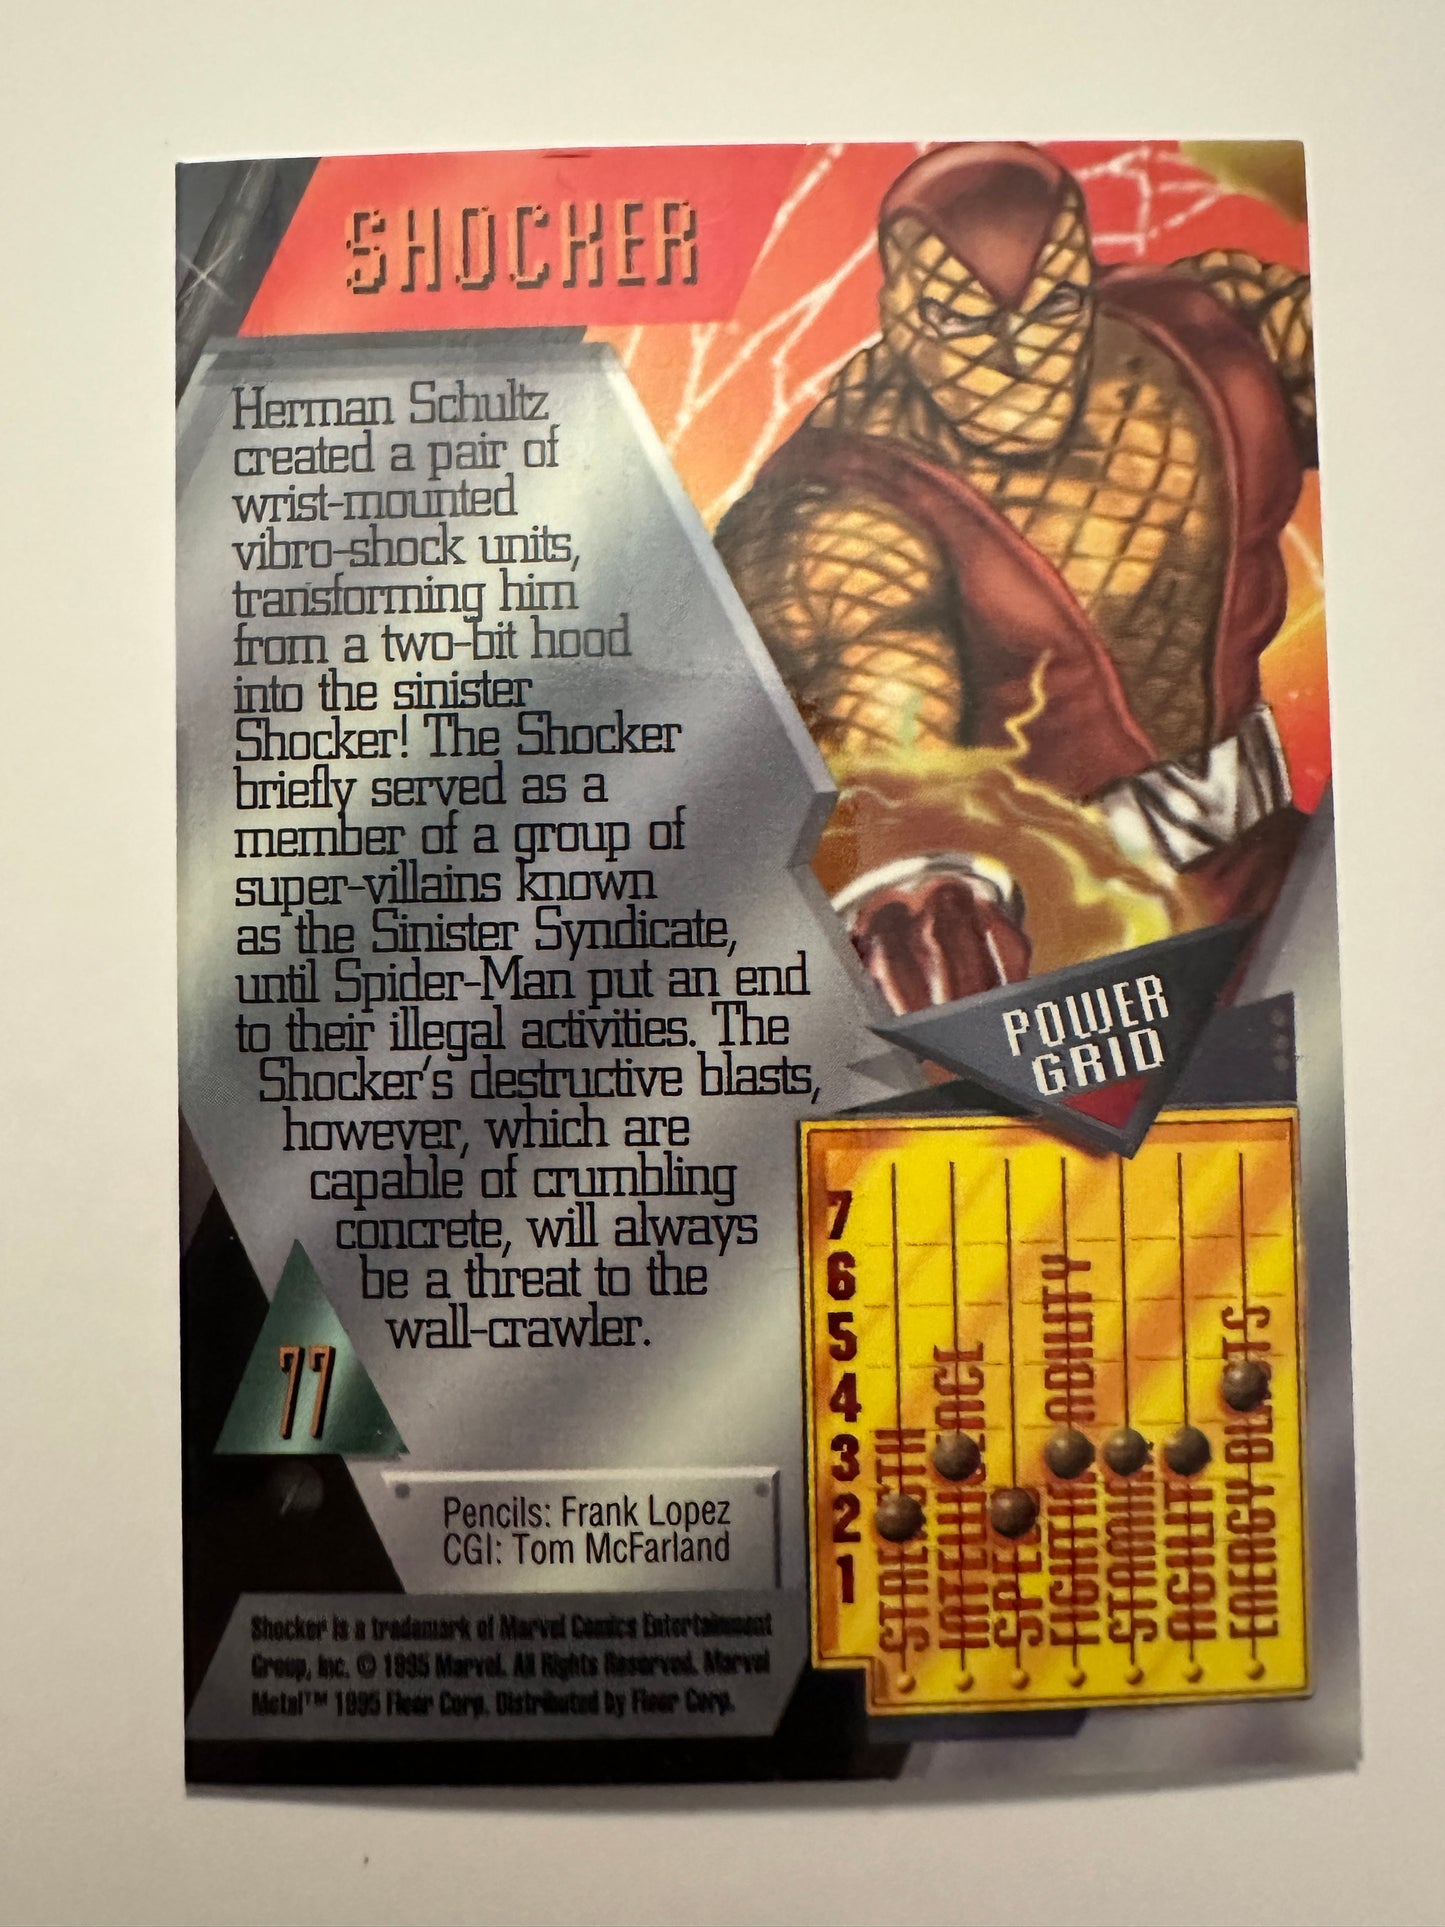 SHOCKER
Herman Schultz
created a pair of
wrist-mounted
vibro-shock units,
transforming him
from a two-bit hood
into the sinister
Shocker! The Shocker
briefly served as a
member of a group of
super-villains known
as the Sinister Syndicate,
until Spider-Man put an end
to their illegal activities. The
Shocker's destructive blasts,
however, which are
capable of crumbling
concrete, will always
be a threat to the
wall-crawler.
77
Pencils: Frank Lopez
CGI: Tom McFarland
Shocker is a trademark of Marvel Comics Entertainment
Group, Inc. © 1995 Marvel. All Rights Reserved. Marvel
Metal™ 1995 Fleer Corp. Distributed by Fleer Corp.
POWER
GRID
7
6
5
4
3
2
1
STRENGTH
INTELLIGENCE
SPEED
FIGHTING ABILITY
STAMINA
AGILITY
ENERGY BLASTS